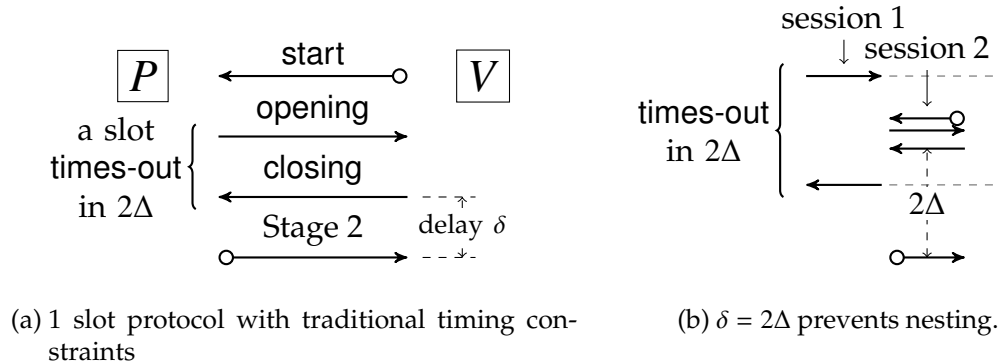 P
start
V
opening
a slot
times-out
in 2Δ
closing
Stage 2
delay δ
(a) 1 slot protocol with traditional timing con-
straints
session 1
session 2
times-out
in 2Δ
2Δ
(b) δ = 2Δ prevents nesting.